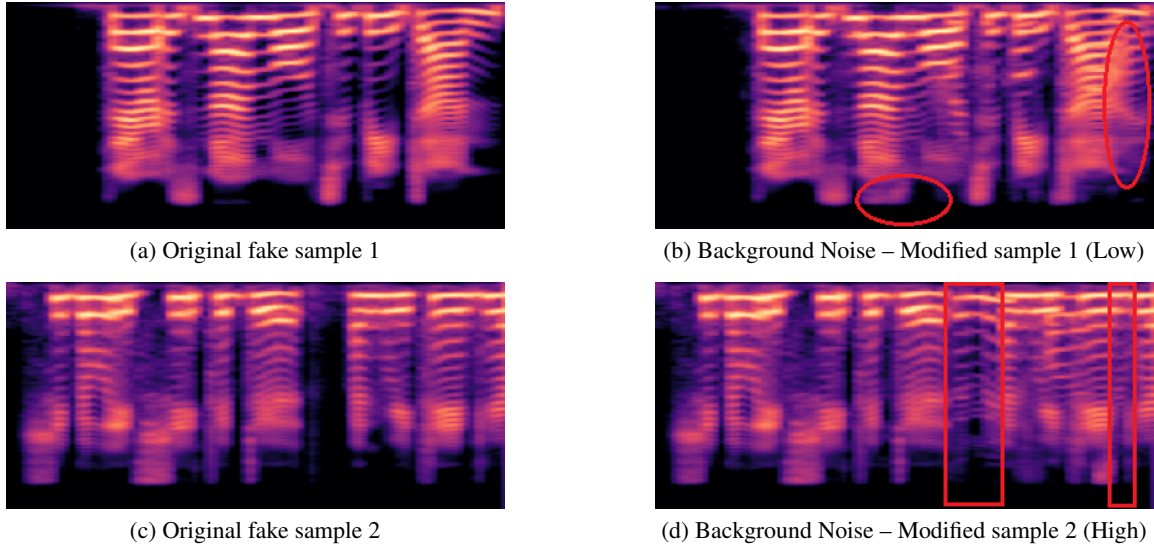 (a) Original fake sample 1
(b) Background Noise – Modified sample 1 (Low)
(c) Original fake sample 2
(d) Background Noise – Modified sample 2 (High)